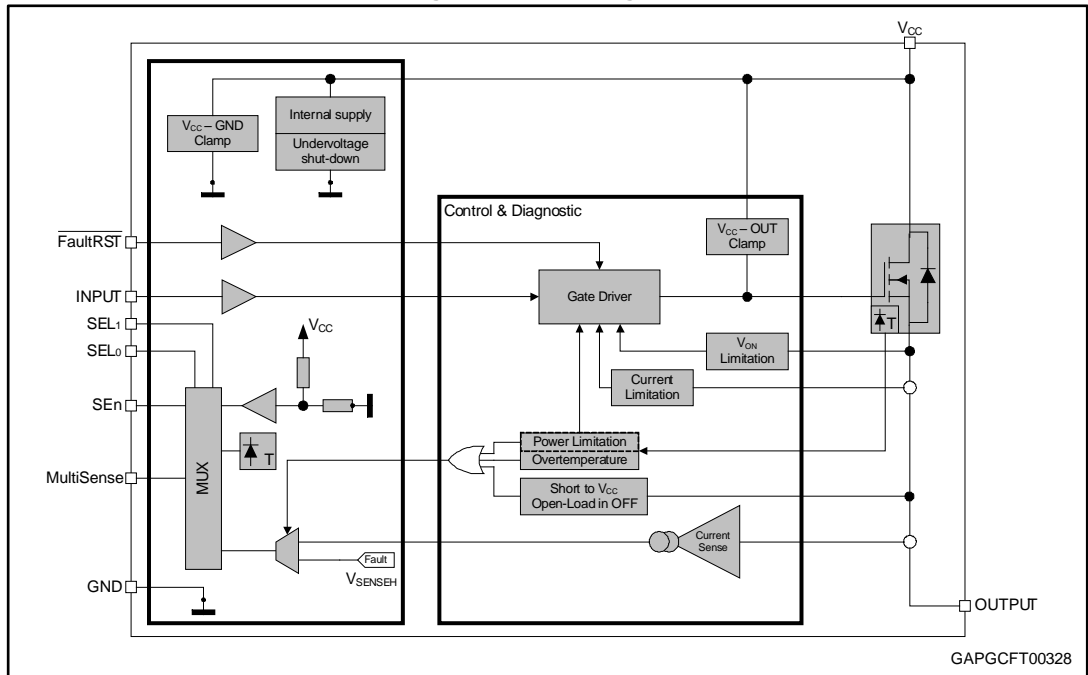 VCC
VCC – GND
Clamp
Internal supply
Undervoltage
shut-down
Control & Diagnostic
VCC – OUT
Clamp
FaultRST
INPUT
SEL1
SEL0
SEn
MultiSense
GND
VCC
MUX
T
Gate Driver
T
VON
Limitation
Current
Limitation
Power Limitation
Overtemperature
Short to VCC
Open-Load in OFF
Current
Sense
Fault
VSENSEH
OUTPUT
GAPGCFT00328